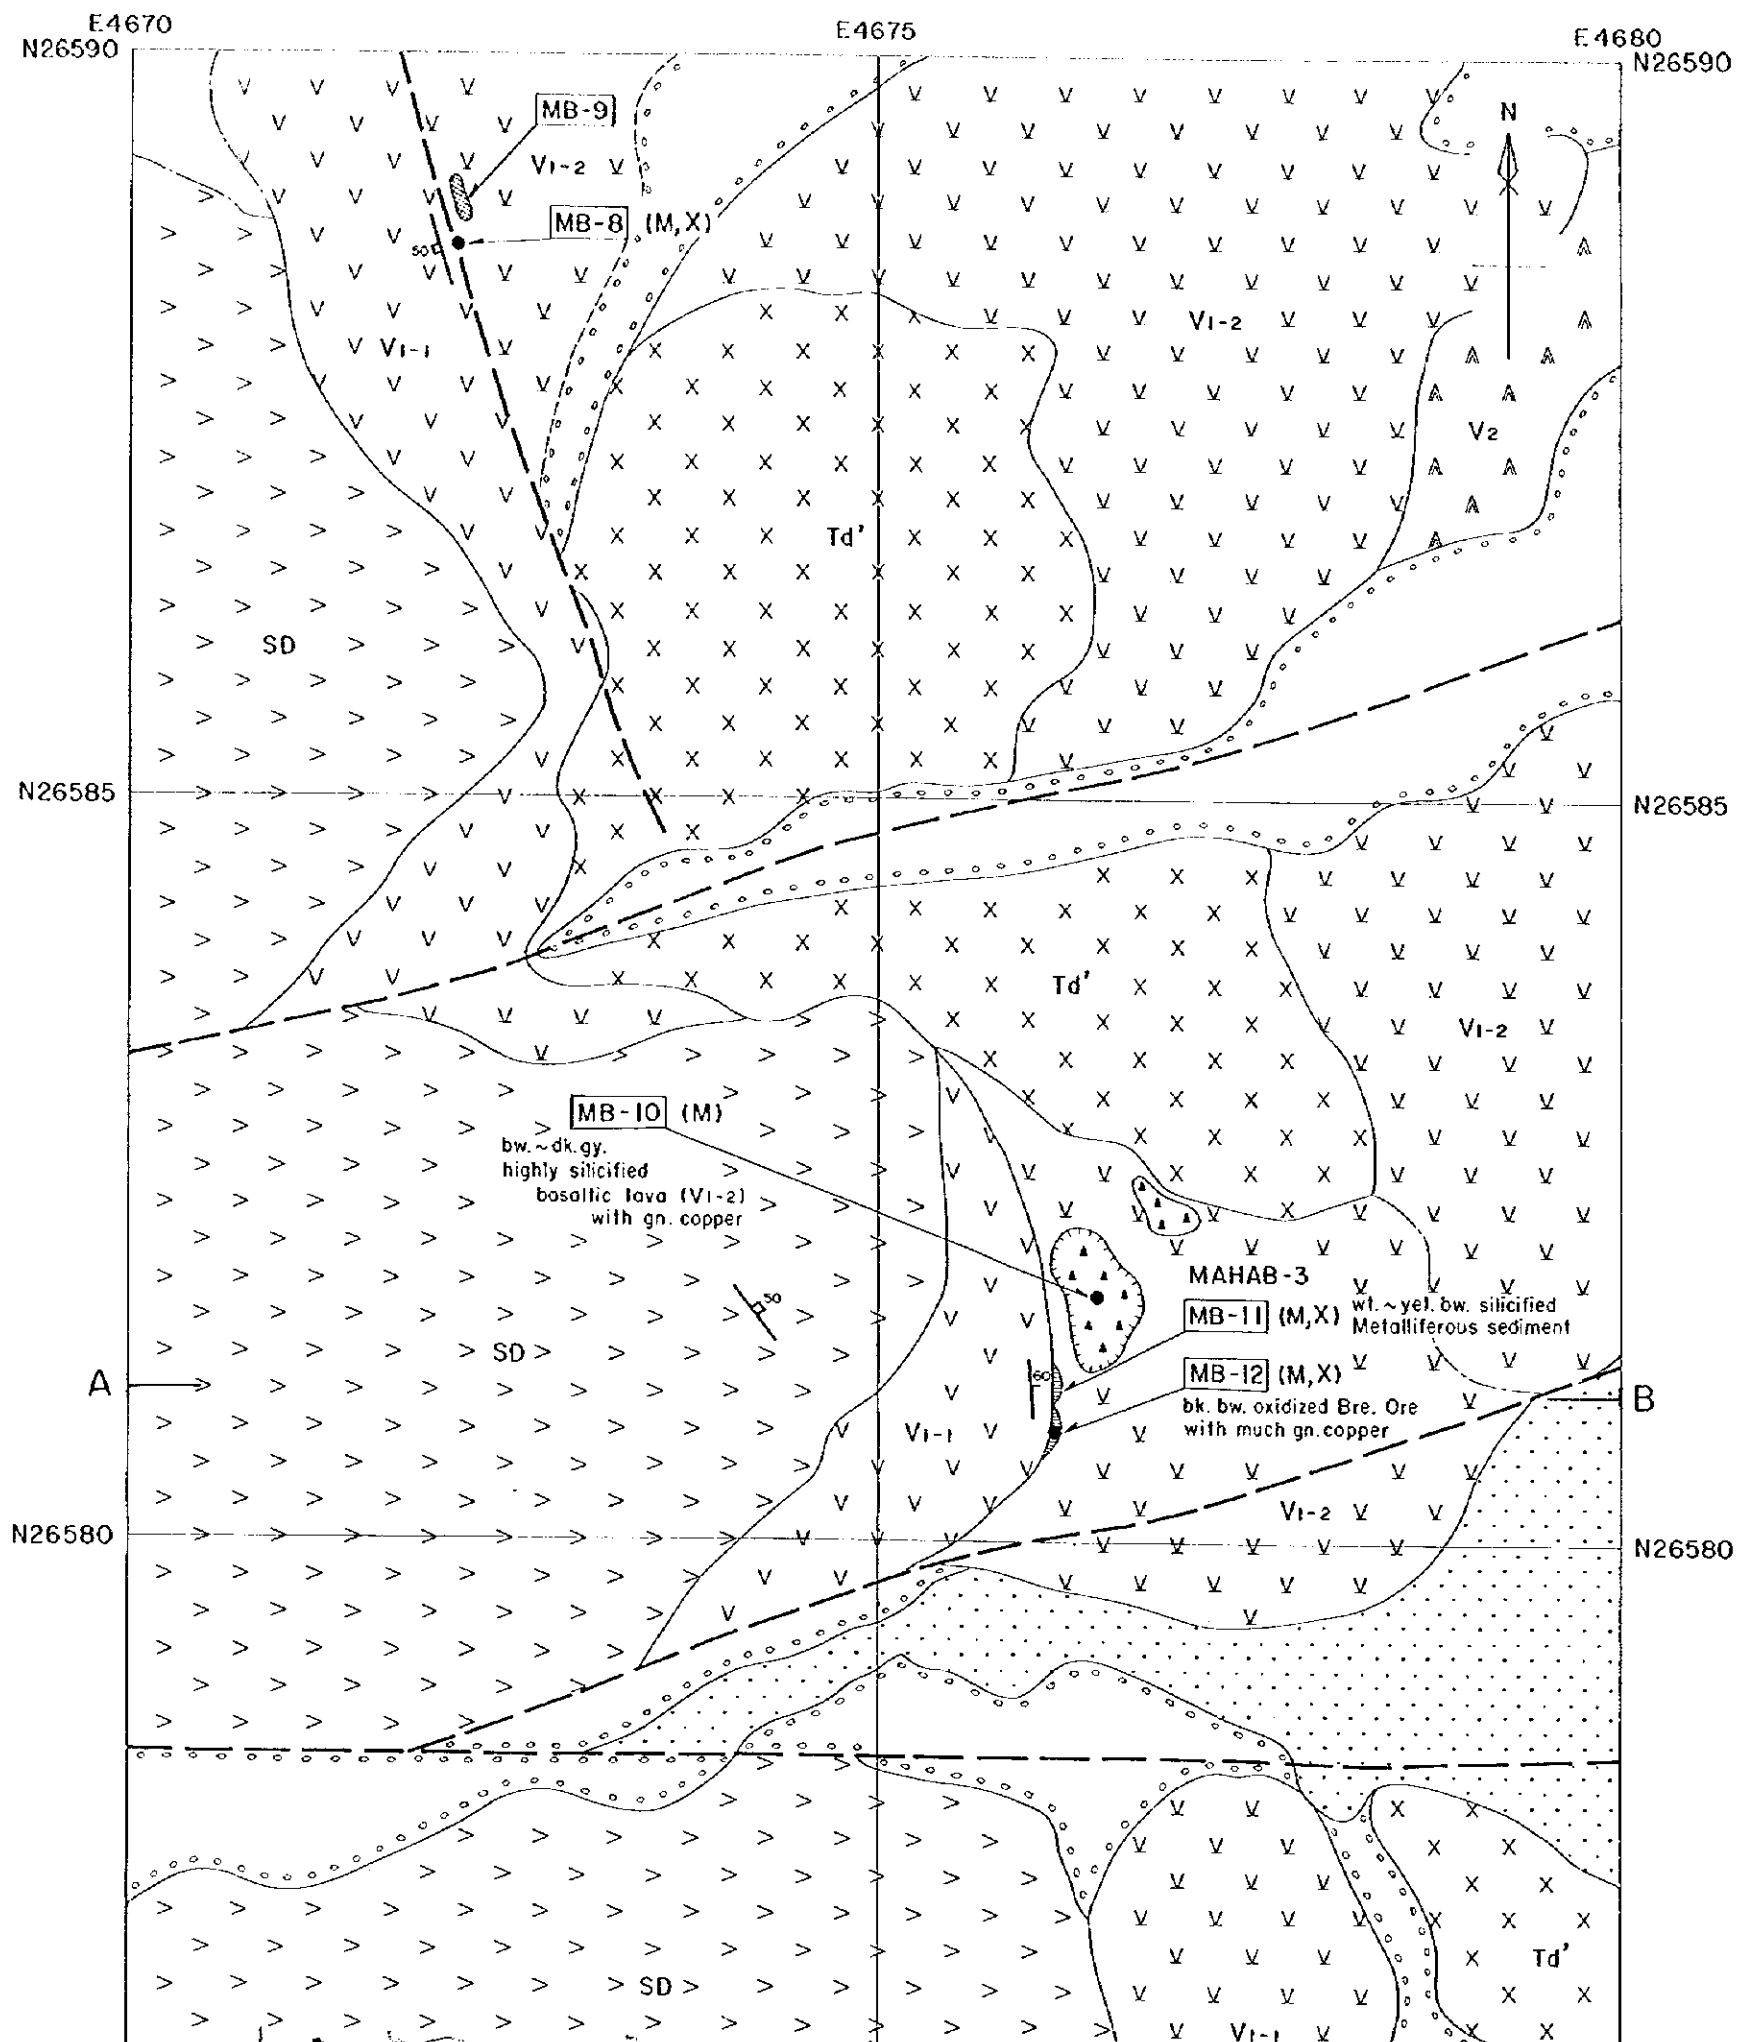 E4670
E4675
E4680
N26590
N26590
N
MB-9
V1-2
MB-8 (M,X)
50
V1-1
V1-2
V2
Td'
SD
N26585
N26585
Td'
V1-2
MB-10 (M)
bw.~dk.gy.
highly silicified
basaltic lava (V1-2)
with gn. copper
50
MAHAB-3
MB-11 (M,X) wt.~yel. bw. silicified
Metalliferous sediment
SD
A
60
MB-12 (M,X)
B
bk. bw. oxidized Bre. Ore
with much gn. copper
V1-1
V1-2
N26580
N26580
Td'
SD
V1-1